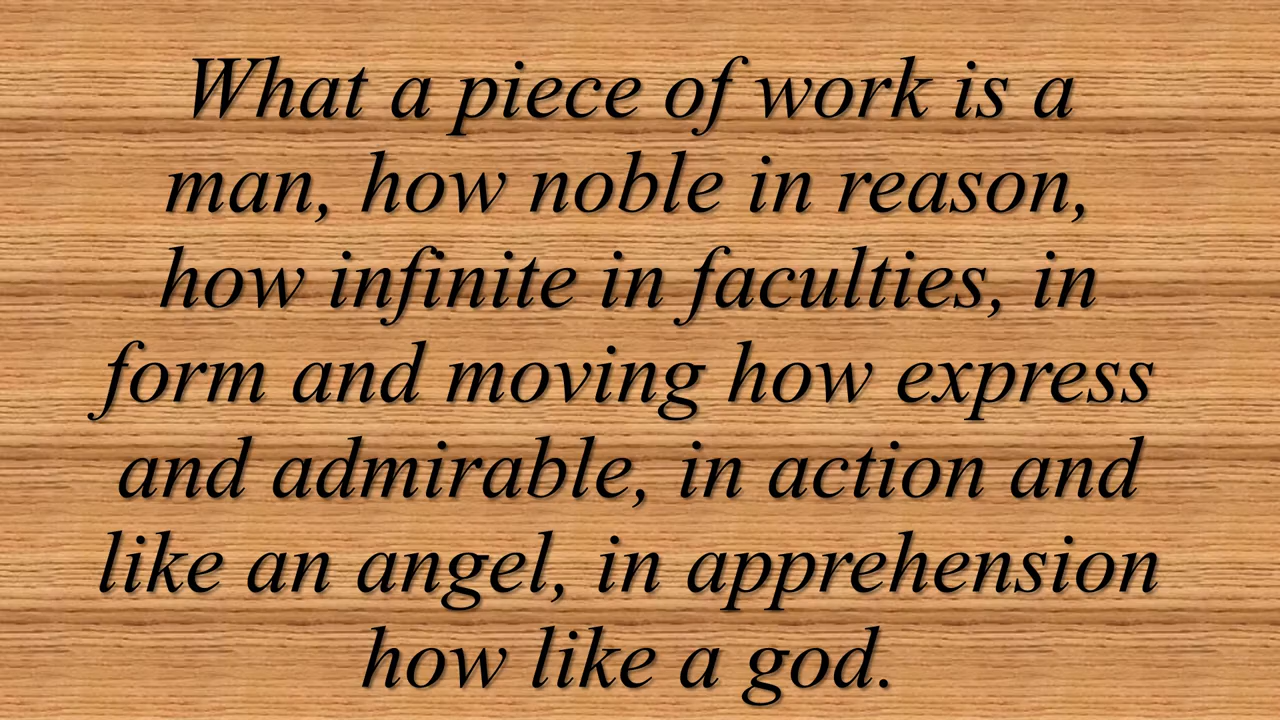 What a piece of work is a
man, how noble in reason,
how infinite in faculties, in
form and moving how express
and admirable, in action and
like an angel, in apprehension
how like a god.